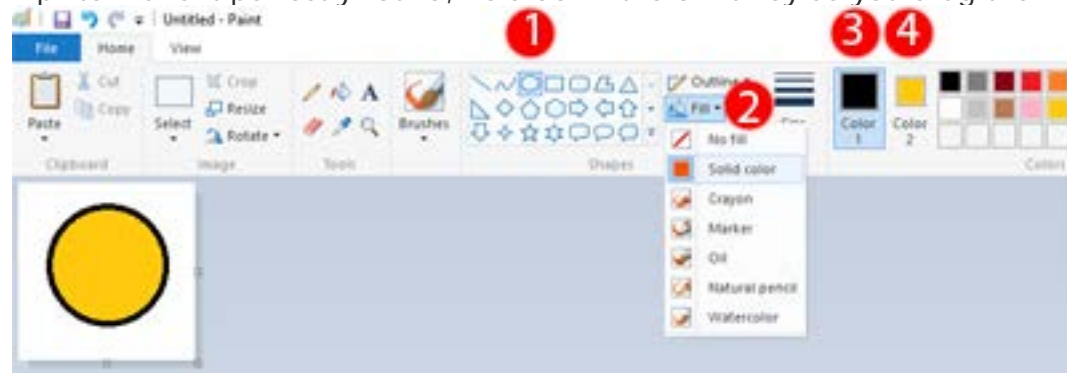 Untitled - Paint
1
3
4
File Home View
Paste
Cut
Copy
Select
Crop
Resize
Rotate
A
Brushes
Outline
Fill
2
Color
1
Color
2
Clipboard
Image
Tools
Shapes
Colors
No fill
Solid color
Crayon
Marker
Oil
Natural pencil
Watercolor